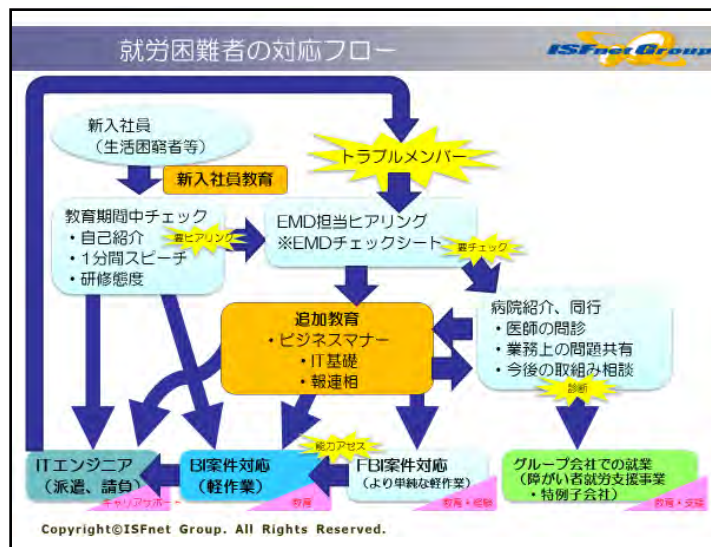 就労困難者の対応フロー
ISFnet Group
新入社員
（生活困窮者等）
トラブルメンバー
新入社員教育
教育期間中チェック
・自己紹介
・1分間スピーチ
・研修態度
要ヒアリング
EMD担当ヒアリング
※EMDチェックシート
要チェック
追加教育
・ビジネスマナー
・IT基礎
・報連相
病院紹介、同行
・医師の問診
・業務上の問題共有
・今後の取組み相談
診断
ITエンジニア
（派遣、請負）
キャリアサポート
BI案件対応
（軽作業）
教育
能力アセス
FBI案件対応
（より単純な軽作業）
教育・経験
グループ会社での就業
（障がい者就労支援事業
・特例子会社）
教育・支援
Copyright©ISFnet Group. All Rights Reserved.